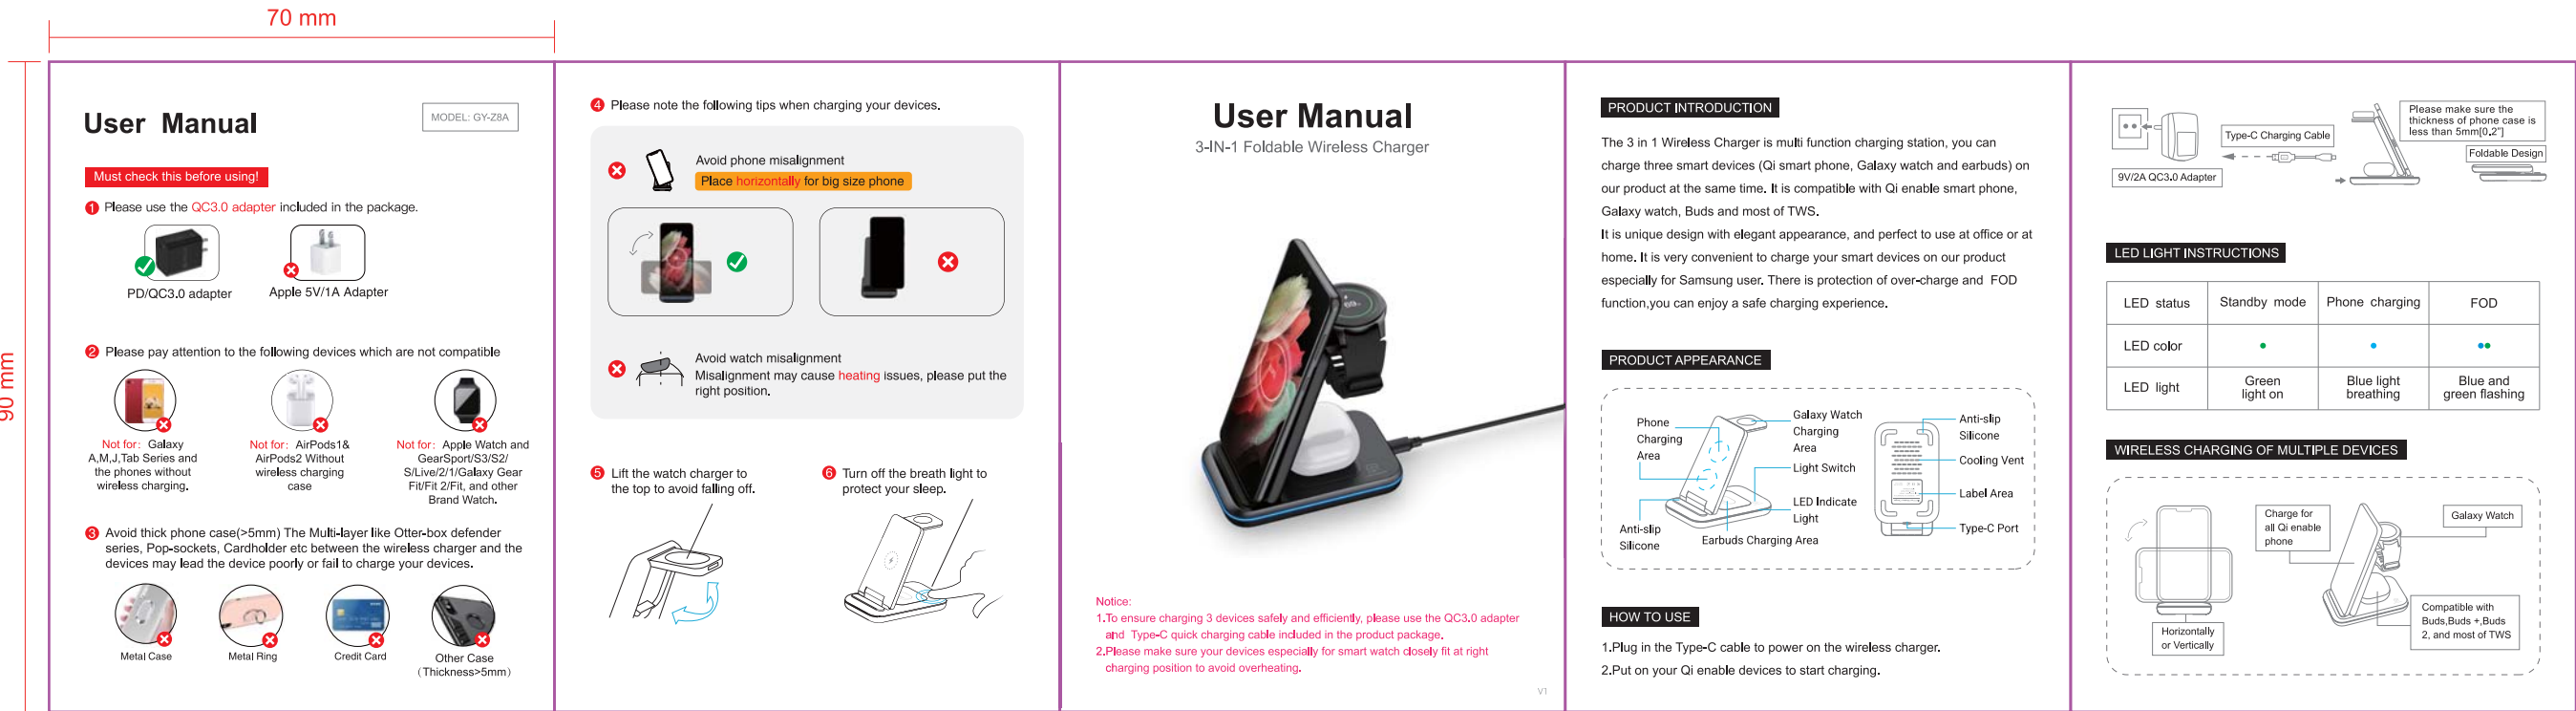 70 mm
90 mm
User Manual
MODEL: GY-Z8A
Must check this before using!
1 Please use the QC3.0 adapter included in the package.
PD/QC3.0 adapter
Apple 5V/1A Adapter
2 Please pay attention to the following devices which are not compatible
Not for: Galaxy
A,M,J,Tab Series and
the phones without
wireless charging.
Not for: AirPods1&
AirPods2 Without
wireless charging
case
Not for: Apple Watch and
GearSport/S3/S2/
S/Live/2/1/Galaxy Gear
Fit/Fit 2/Fit, and other
Brand Watch.
3 Avoid thick phone case(>5mm) The Multi-layer like Otter-box defender
series, Pop-sockets, Cardholder etc between the wireless charger and the
devices may lead the device poorly or fail to charge your devices.
Metal Case
Metal Ring
Credit Card
Other Case
(Thickness>5mm)
4 Please note the following tips when charging your devices.
Avoid phone misalignment
Place horizontally for big size phone
Avoid watch misalignment
Misalignment may cause heating issues, please put the
right position.
5 Lift the watch charger to
the top to avoid falling off.
6 Turn off the breath light to
protect your sleep.
User Manual
3-IN-1 Foldable Wireless Charger
Notice:
1.To ensure charging 3 devices safely and efficiently, please use the QC3.0 adapter
and Type-C quick charging cable included in the product package.
2.Please make sure your devices especially for smart watch closely fit at right
charging position to avoid overheating.
V1
PRODUCT INTRODUCTION
The 3 in 1 Wireless Charger is multi function charging station, you can
charge three smart devices (Qi smart phone, Galaxy watch and earbuds) on
our product at the same time. It is compatible with Qi enable smart phone,
Galaxy watch, Buds and most of TWS.
It is unique design with elegant appearance, and perfect to use at office or at
home. It is very convenient to charge your smart devices on our product
especially for Samsung user. There is protection of over-charge and FOD
function,you can enjoy a safe charging experience.
PRODUCT APPEARANCE
Phone
Charging
Area
Anti-slip
Silicone
Earbuds Charging Area
Galaxy Watch
Charging
Area
Light Switch
LED Indicate
Light
Anti-slip
Silicone
Cooling Vent
Label Area
Type-C Port
HOW TO USE
1.Plug in the Type-C cable to power on the wireless charger.
2.Put on your Qi enable devices to start charging.
9V/2A QC3.0 Adapter
Type-C Charging Cable
Please make sure the
thickness of phone case is
less than 5mm[0.2"]
Foldable Design
LED LIGHT INSTRUCTIONS
LED status Standby mode Phone charging FOD
LED color
LED light
Green
light on
Blue light
breathing
Blue and
green flashing
WIRELESS CHARGING OF MULTIPLE DEVICES
Horizontally
or Vertically
Charge for
all Qi enable
phone
Galaxy Watch
Compatible with
Buds,Buds +,Buds
2, and most of TWS